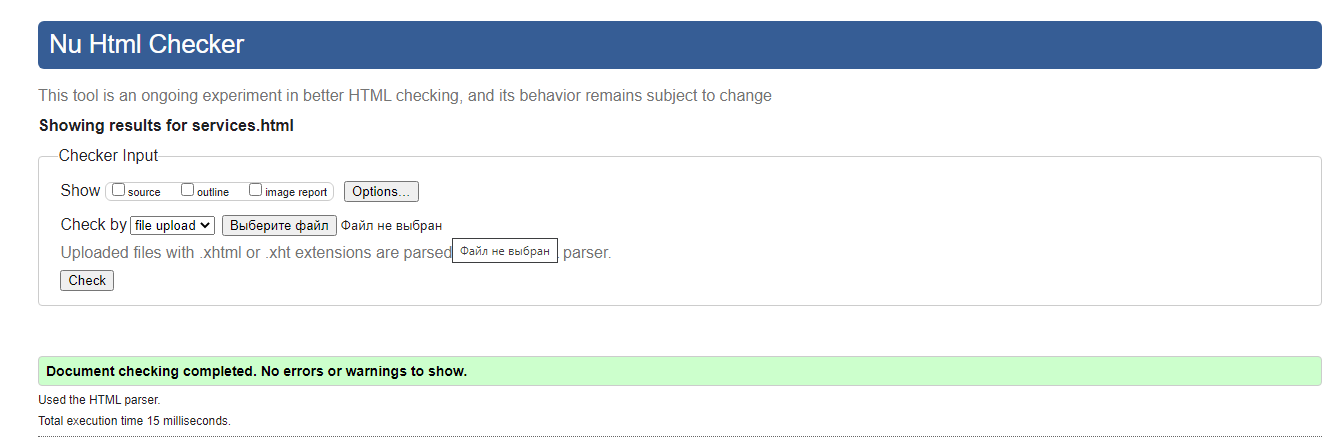 Nu Html Checker
This tool is an ongoing experiment in better HTML checking, and its behavior remains subject to change
Showing results for services.html
Checker Input
Show source outline image report Options...
Check by file upload Выберите файл Файл не выбран
Uploaded files with .xhtml or .xht extensions are parsed parser.
Файл не выбран
Check
Document checking completed. No errors or warnings to show.
Used the HTML parser.
Total execution time 15 milliseconds.